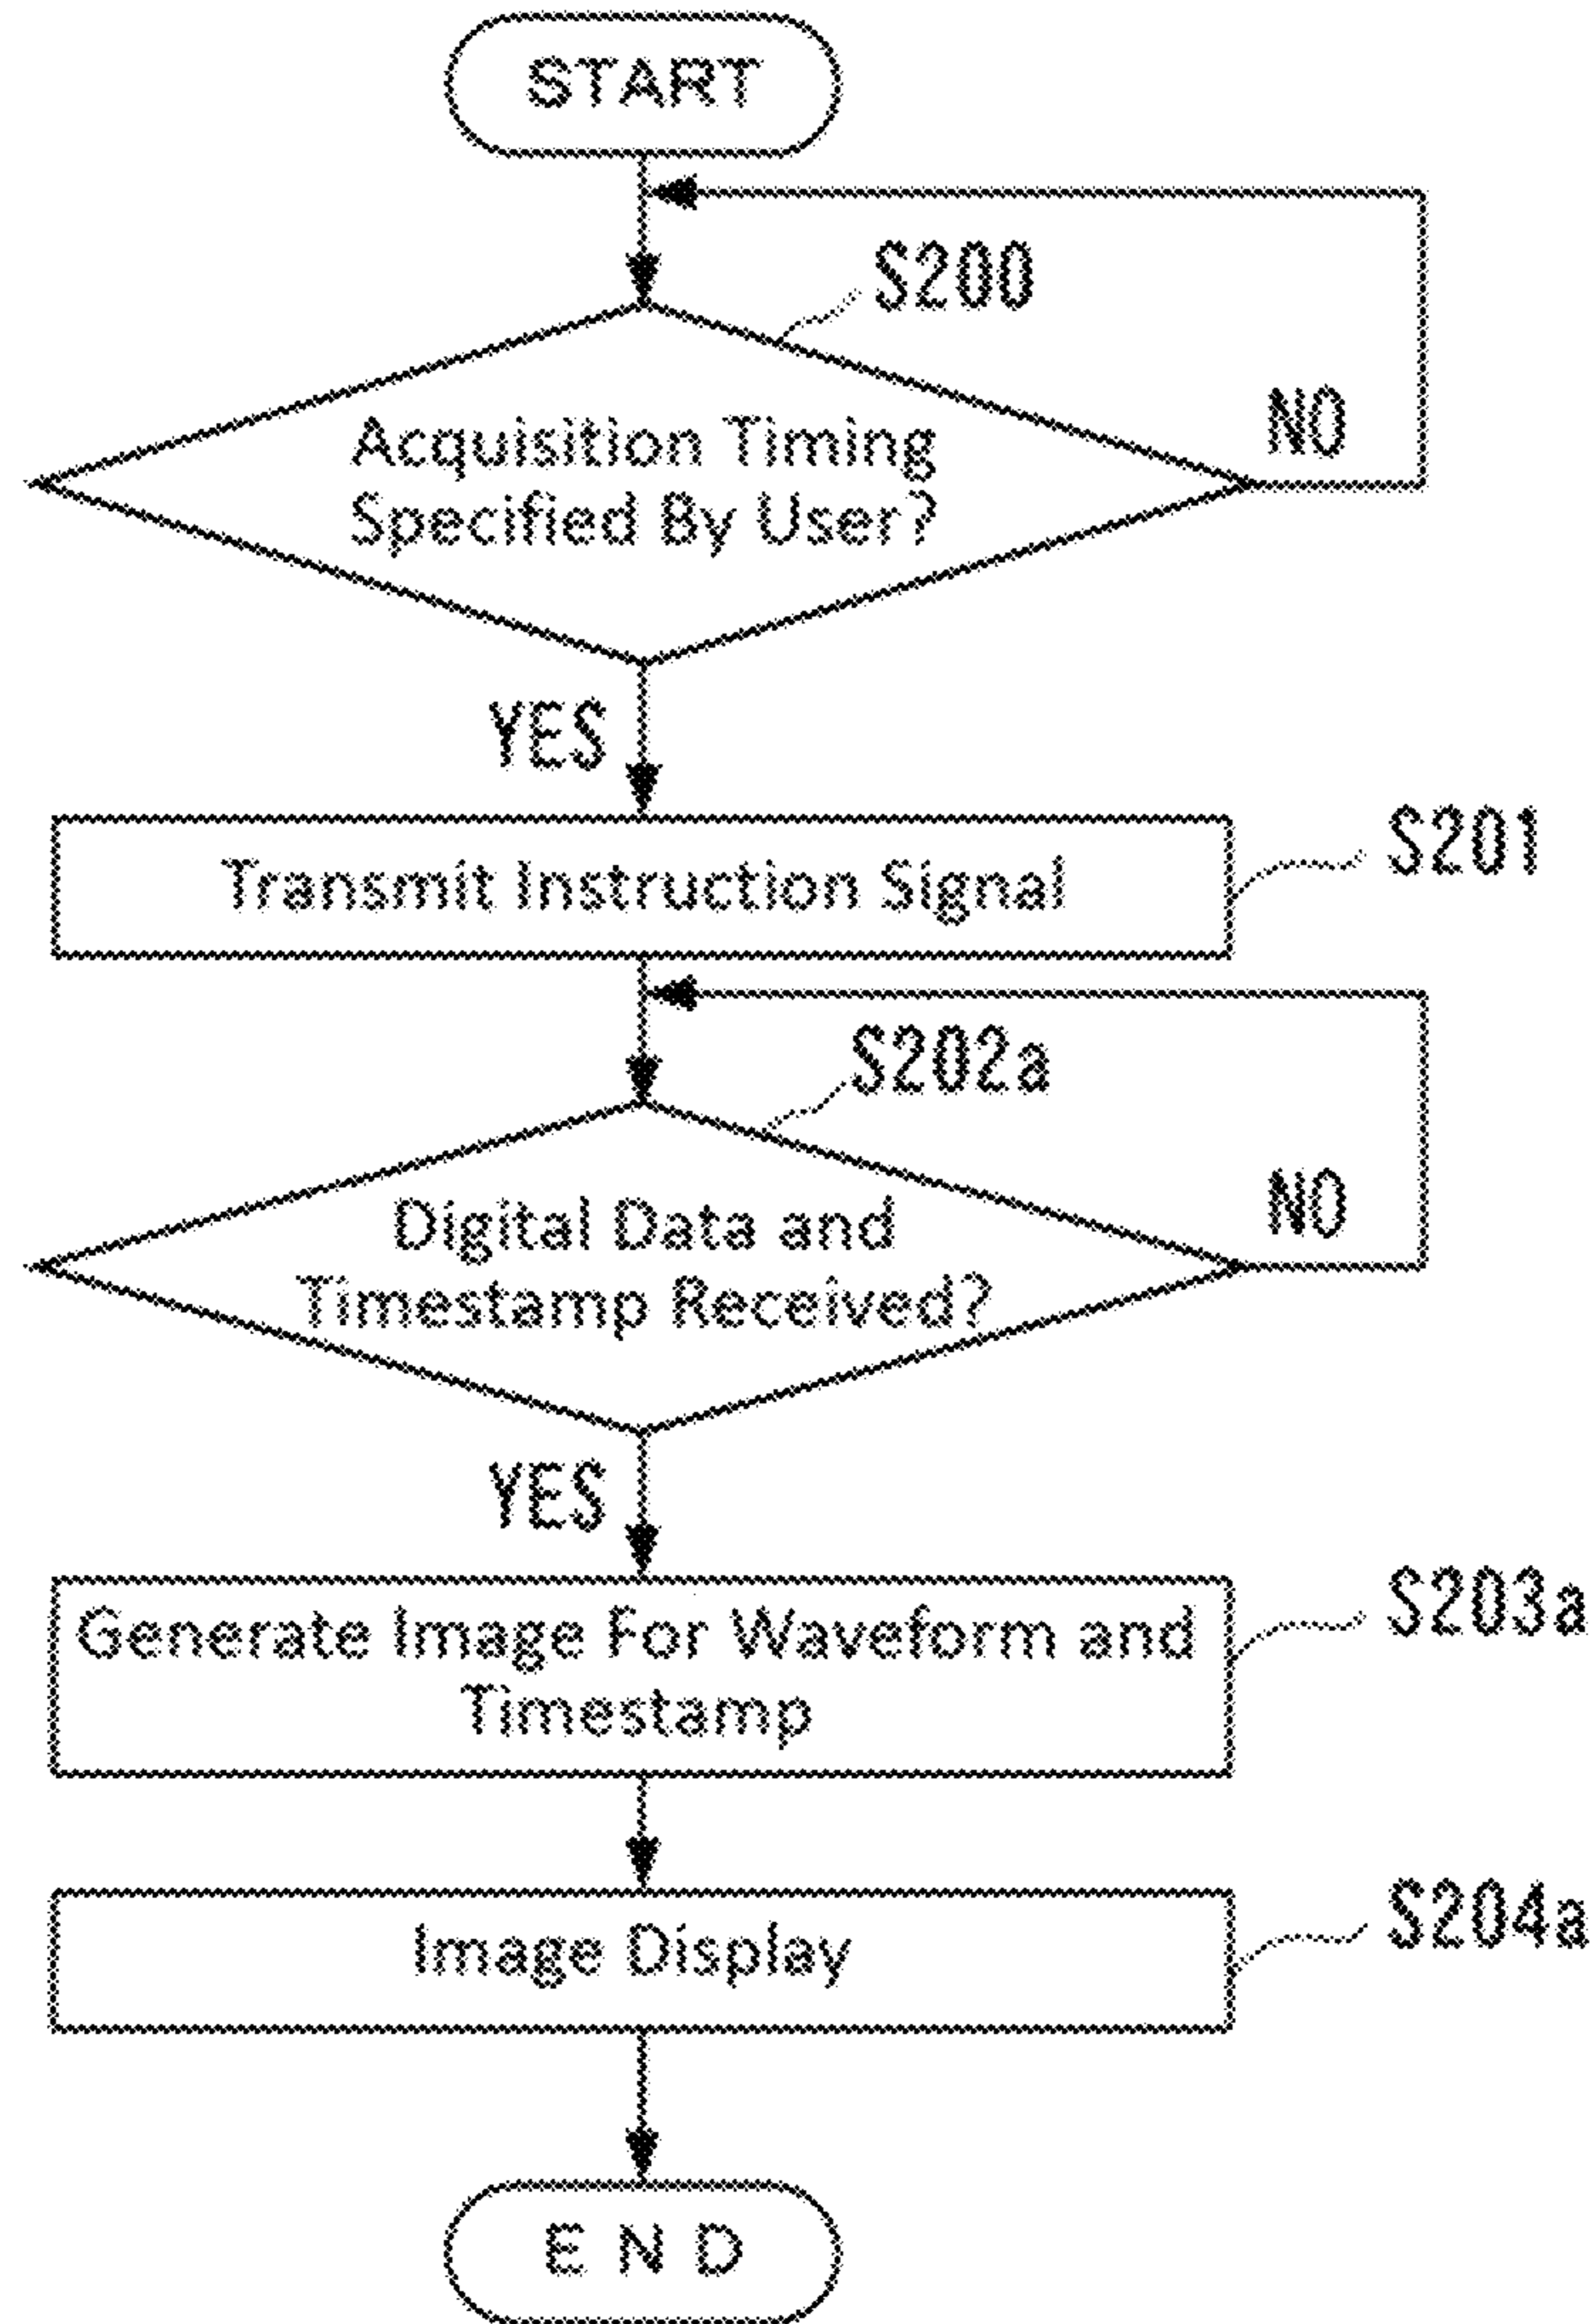 START
S200
Acquisition Timing
Specified By User?
NO
YES
Transmit Instruction Signal
S201
S202a
Digital Data and
Timestamp Received?
NO
YES
Generate Image For Waveform and
Timestamp
S203a
Image Display
S204a
END